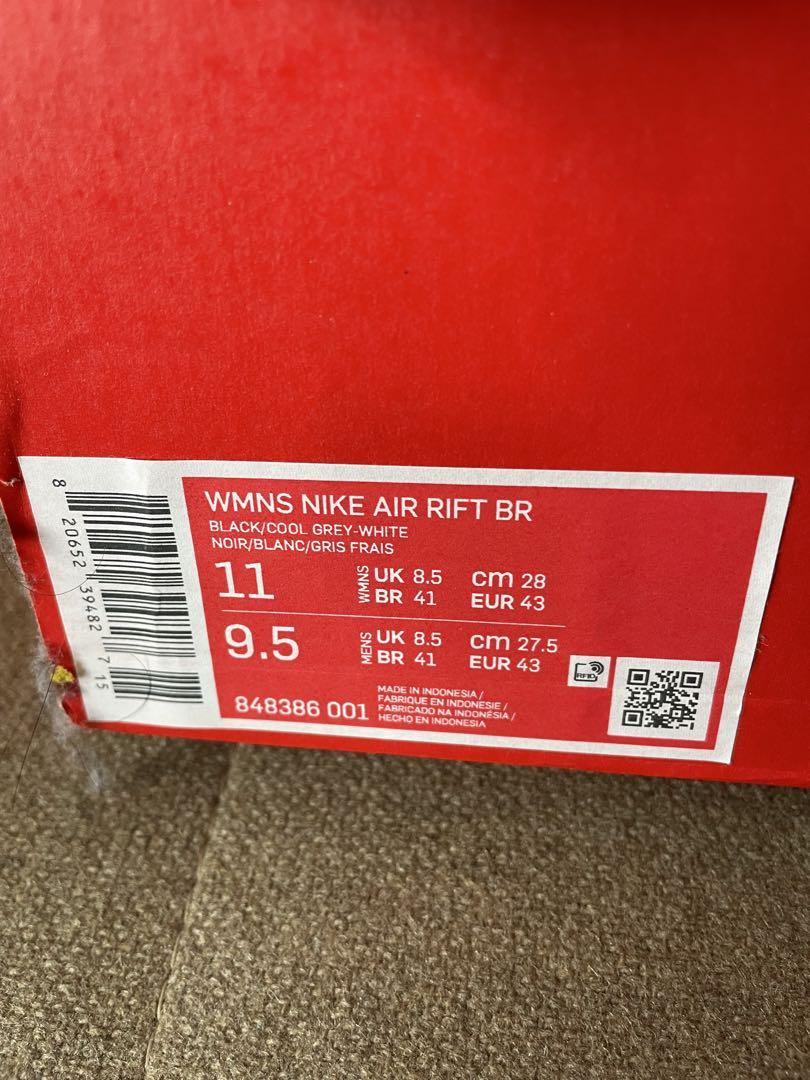 WMNS NIKE AIR RIFT BR
BLACK/COOL GREY-WHITE
NOIR/BLANC/GRIS FRAIS
11 WMNS UK 8.5 cm 28
BR 41 EUR 43
9.5 MENS UK 8.5 cm 27.5
BR 41 EUR 43
RFID
848386 001
MADE IN INDONESIA /
FABRIQUE EN INDONESIE /
FABRICADO NA INDONÉSIA /
HECHO EN INDONESIA
8 20652 39482 7 15